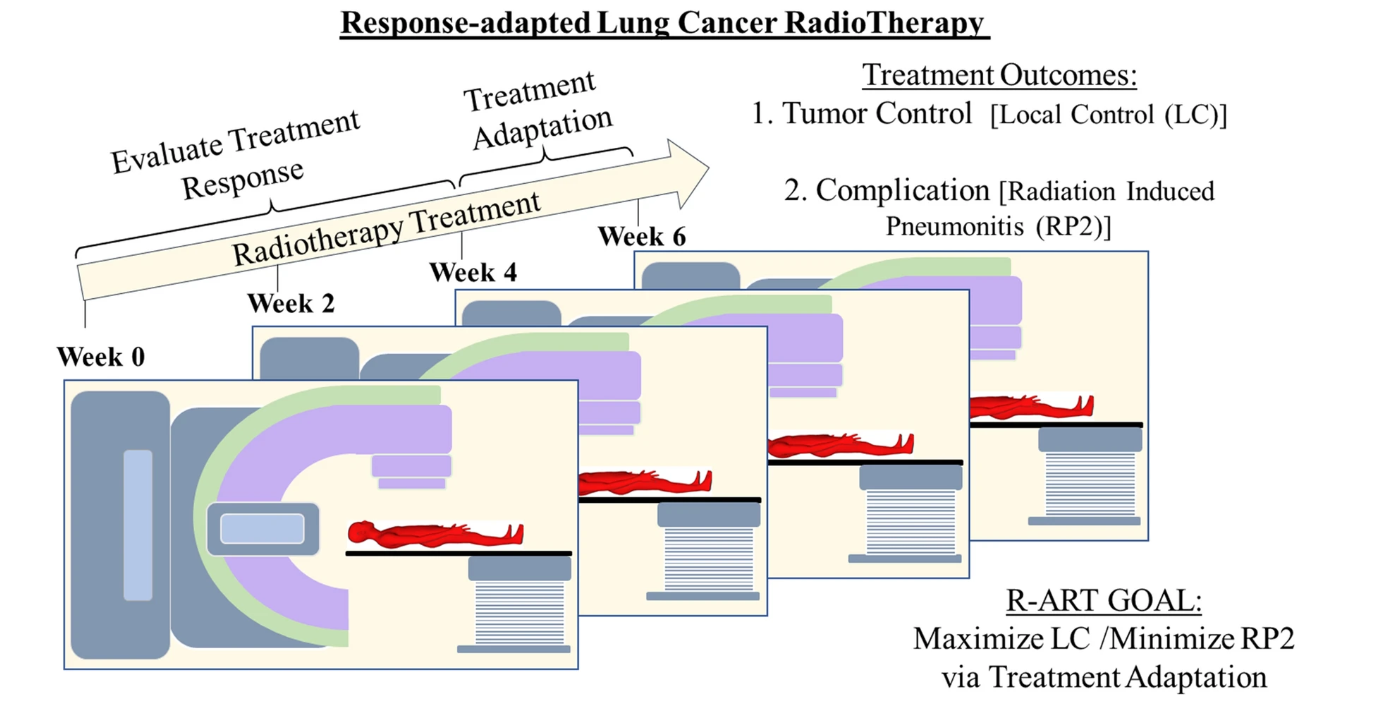 Response-adapted Lung Cancer RadioTherapy
Evaluate Treatment
Response
Treatment
Adaptation
Radiotherapy Treatment
Week 0
Week 2
Week 4
Week 6
Treatment Outcomes:
1. Tumor Control [Local Control (LC)]
2. Complication [Radiation Induced
Pneumonitis (RP2)]
R-ART GOAL:
Maximize LC /Minimize RP2
via Treatment Adaptation